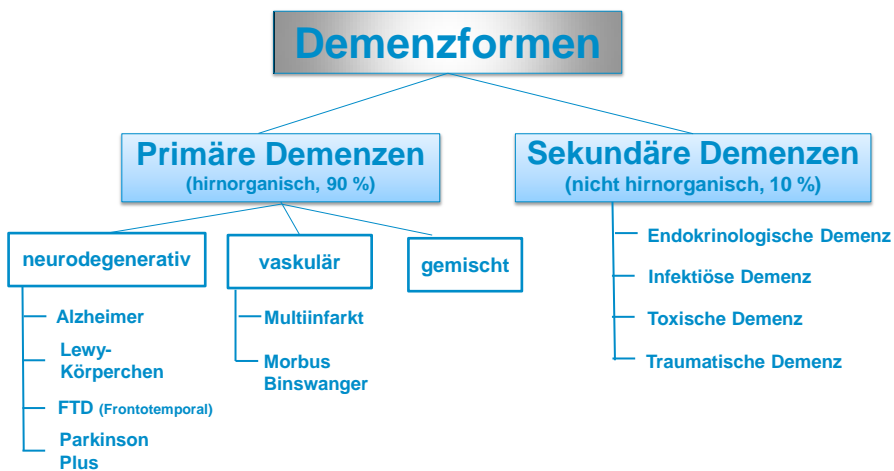 Demenzformen
Primäre Demenzen
(hirnorganisch, 90 %)
Sekundäre Demenzen
(nicht hirnorganisch, 10 %)
neurodegenerativ
vaskulär
gemischt
Alzheimer
Lewy-
Körperchen
FTD (Frontotemporal)
Parkinson
Plus
Multiinfarkt
Morbus
Binswanger
Endokrinologische Demenz
Infektiöse Demenz
Toxische Demenz
Traumatische Demenz